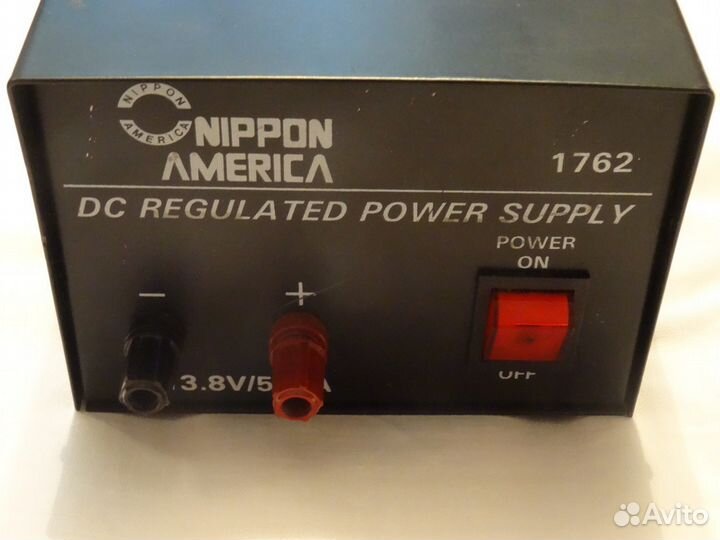 NIPPON
AMERICA
NIPPON
AMERICA
1762
DC REGULATED POWER SUPPLY
POWER
ON
- +
3.8V/5 A
OFF
Avito